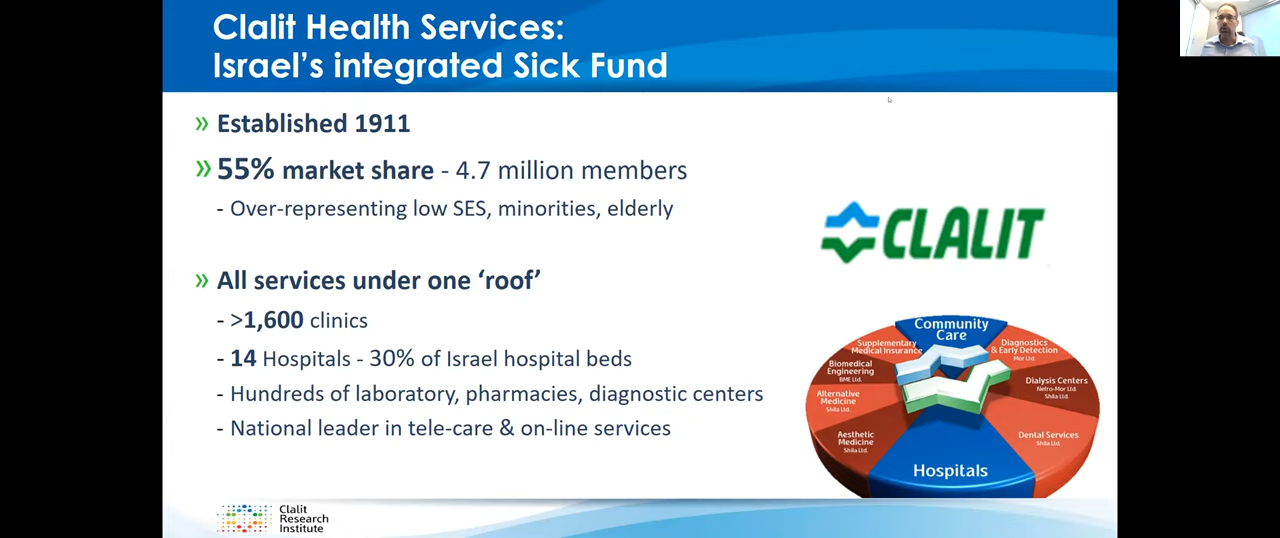 Clalit Health Services:
Israel's integrated Sick Fund
» Established 1911
» 55% market share - 4.7 million members
- Over-representing low SES, minorities, elderly
» All services under one ‘roof’
- >1,600 clinics
- 14 Hospitals - 30% of Israel hospital beds
- Hundreds of laboratory, pharmacies, diagnostic centers
- National leader in tele-care & on-line services
CLALIT
Community
Care
Supplementary
Medical Insurance
Diagnostics
& Early Detection
Mor Ltd.
Biomedical
Engineering
BME Ltd.
Dialysis Centers
Nefro-Mor Ltd.
Shila Ltd.
Alternative
Medicine
Shila Ltd.
Aesthetic
Medicine
Shila Ltd.
Dental Services
Shila Ltd.
Hospitals
Clalit
Research
Institute